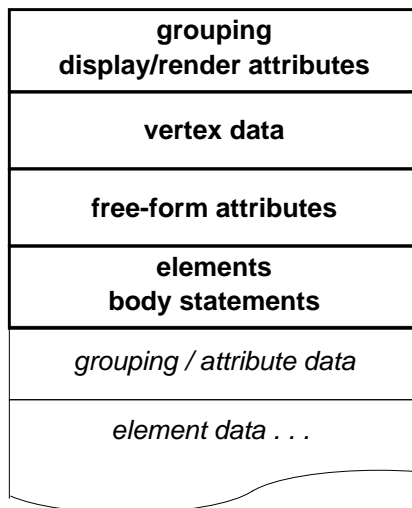 grouping
display/render attributes
vertex data
free-form attributes
elements
body statements
grouping / attribute data
element data . . .